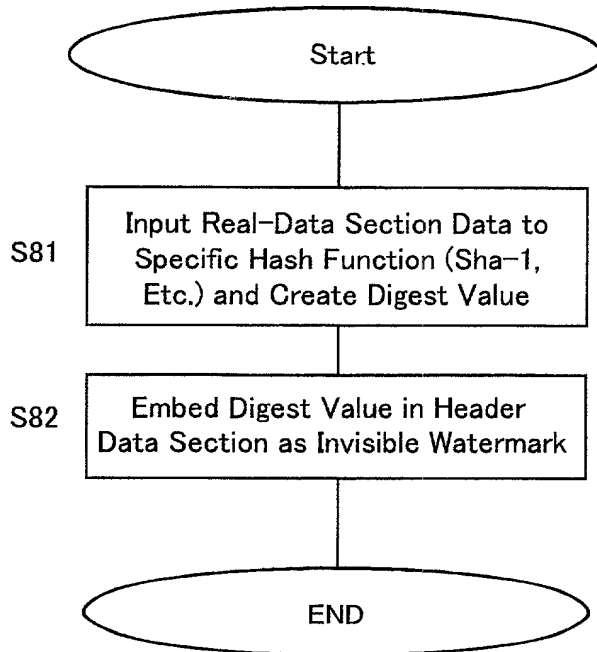 Start
S81
Input Real-Data Section Data to
Specific Hash Function (Sha-1,
Etc.) and Create Digest Value
S82
Embed Digest Value in Header
Data Section as Invisible Watermark
END